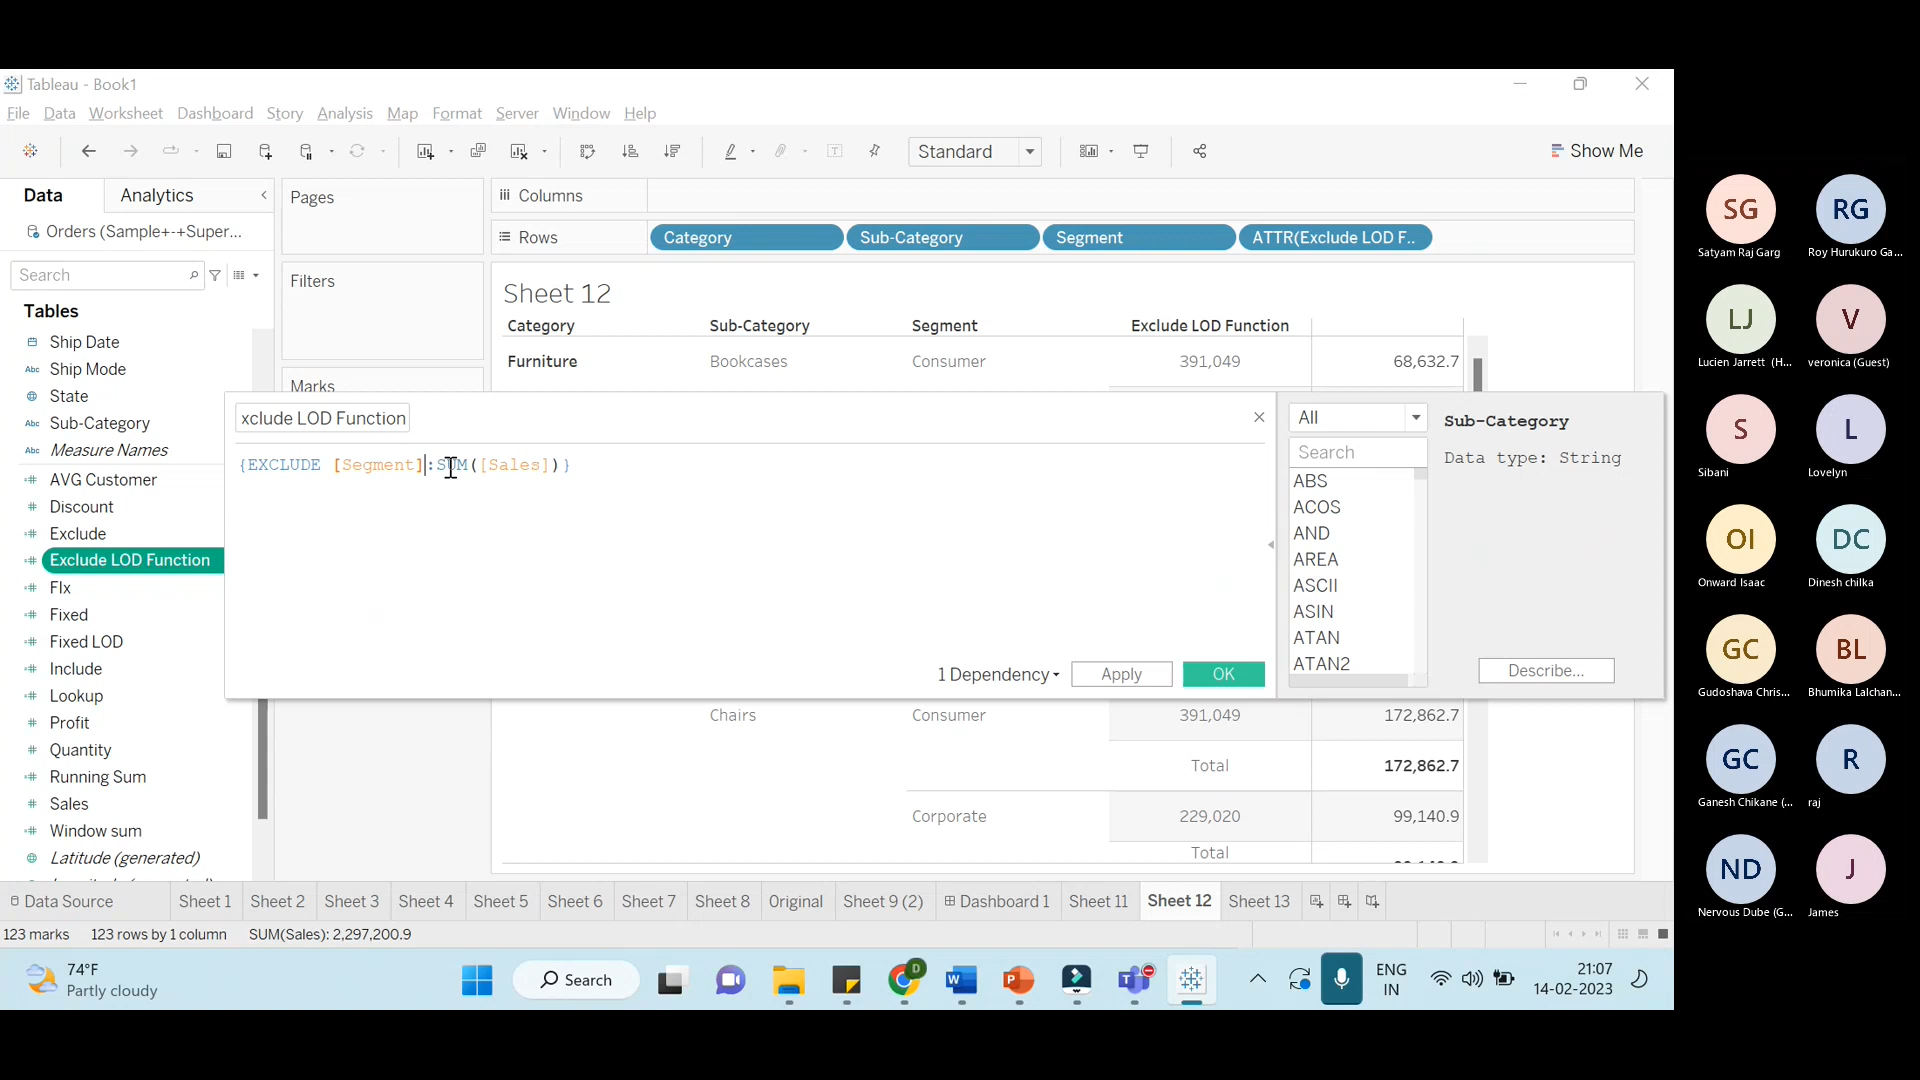 Tableau - Book1
File Data Worksheet Dashboard Story Analysis Map Format Server Window Help
Standard
Show Me
Data Analytics
Orders (Sample+-+Super...
Search
Tables
Ship Date
Abc Ship Mode
State
Abc Sub-Category
Abc Measure Names
AVG Customer
Discount
Exclude
Exclude LOD Function
FIx
Fixed
Fixed LOD
Include
Lookup
Profit
Quantity
Running Sum
Sales
Window sum
Latitude (generated)
Pages
Filters
Marks
Columns
Rows Category Sub-Category Segment ATTR(Exclude LOD F..
Sheet 12
Category Sub-Category Segment Exclude LOD Function
Furniture Bookcases Consumer 391,049 68,632.7
xclude LOD Function
{EXCLUDE [Segment]:SUM([Sales])}
1 Dependency Apply OK
All
Search
ABS
ACOS
AND
AREA
ASCII
ASIN
ATAN
ATAN2
Sub-Category
Data type: String
Describe...
Chairs Consumer 391,049 172,862.7
Total 172,862.7
Corporate 229,020 99,140.9
Total
Data Source Sheet 1 Sheet 2 Sheet 3 Sheet 4 Sheet 5 Sheet 6 Sheet 7 Sheet 8 Original Sheet 9 (2) Dashboard 1 Sheet 11 Sheet 12 Sheet 13
123 marks 123 rows by 1 column SUM(Sales): 2,297,200.9
74°F
Partly cloudy
Search
D
ENG
IN
21:07
14-02-2023
SG RG
Satyam Raj Garg Roy Hurukuro Ga...
LJ V
Lucien Jarrett (H... veronica (Guest)
S L
Sibani Lovelyn
OI DC
Onward Isaac Dinesh chilka
GC BL
Gudoshava Chris... Bhumika Lalchan...
GC R
Ganesh Chikane (... raj
ND J
Nervous Dube (G... James